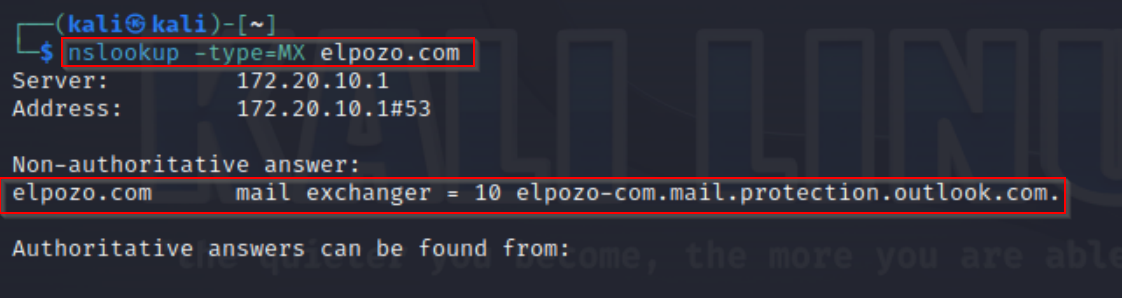 ┌──(kali㉿kali)-[~]
└─$ nslookup -type=MX elpozo.com
Server:         172.20.10.1
Address:        172.20.10.1#53
Non-authoritative answer:
elpozo.com      mail exchanger = 10 elpozo-com.mail.protection.outlook.com.
Authoritative answers can be found from:
KALI LINU
the quieter you become, the more you are able